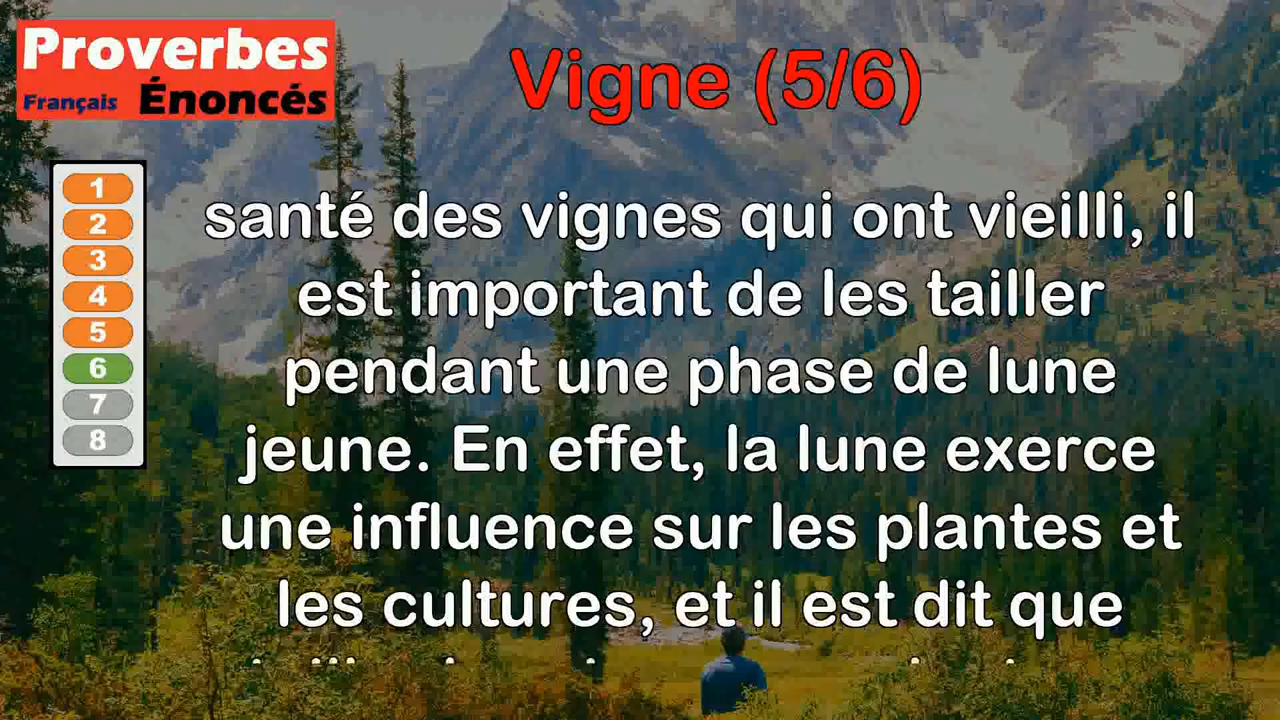 Proverbes
Français Énoncés
Vigne (5/6)
1
2
3
4
5
6
7
8
santé des vignes qui ont vieilli, il
est important de les tailler
pendant une phase de lune
jeune. En effet, la lune exerce
une influence sur les plantes et
les cultures, et il est dit que